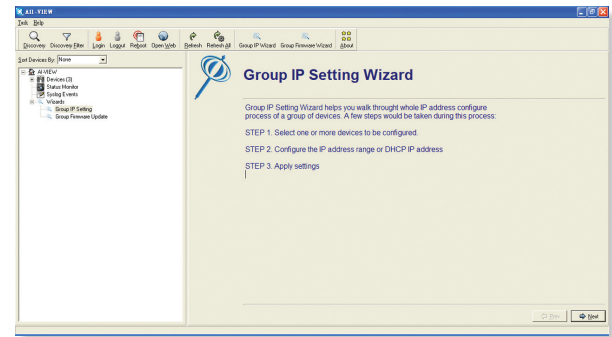 AII-VIEW
Task Help
Discovery Discovery Filter Login Logout Reboot Open Web Refresh Refresh All Group IP Wizard Group Firmware Wizard About
Sort Devices By: None
AI-VIEW
Devices (3)
Status Monitor
Syslog Events
Wizards
Group IP Setting
Group Firmware Update
Group IP Setting Wizard
Group IP Setting Wizard helps you walk throught whole IP address configure
process of a group of devices. A few steps would be taken during this process:
STEP 1. Select one or more devices to be configured.
STEP 2. Configure the IP address range or DHCP IP address
STEP 3. Apply settings
Prev Next